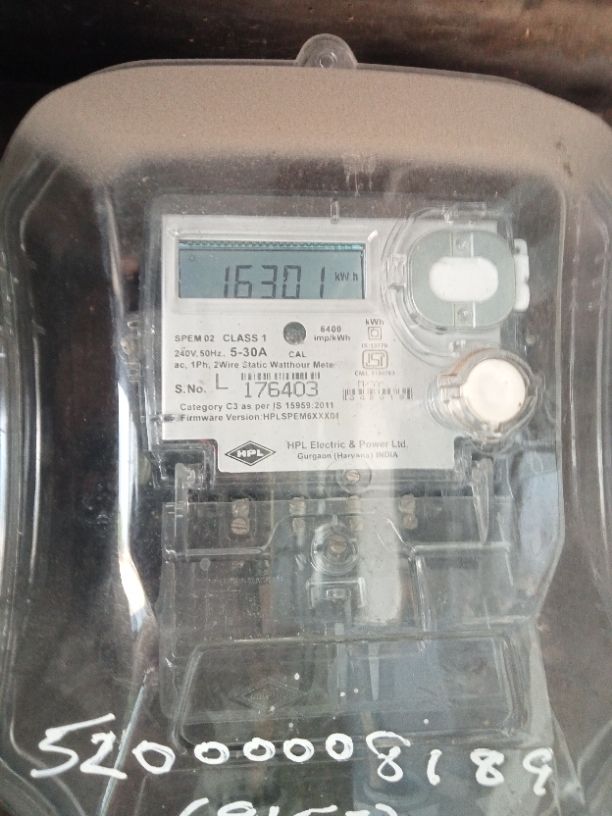 16301 kWh
SPEM 02 CLASS 1
6400 imp/kWh
kWh
240V, 50Hz, 5-30A
CAL
ac, 1Ph, 2Wire Static Watthour Meter
S.No. L 176403
Category C3 as per IS 15959:2011
Firmware Version:HPLSPEM6XXX01
HPL
HPL Electric & Power Ltd.
Gurgaon (Haryana) INDIA
52000008189